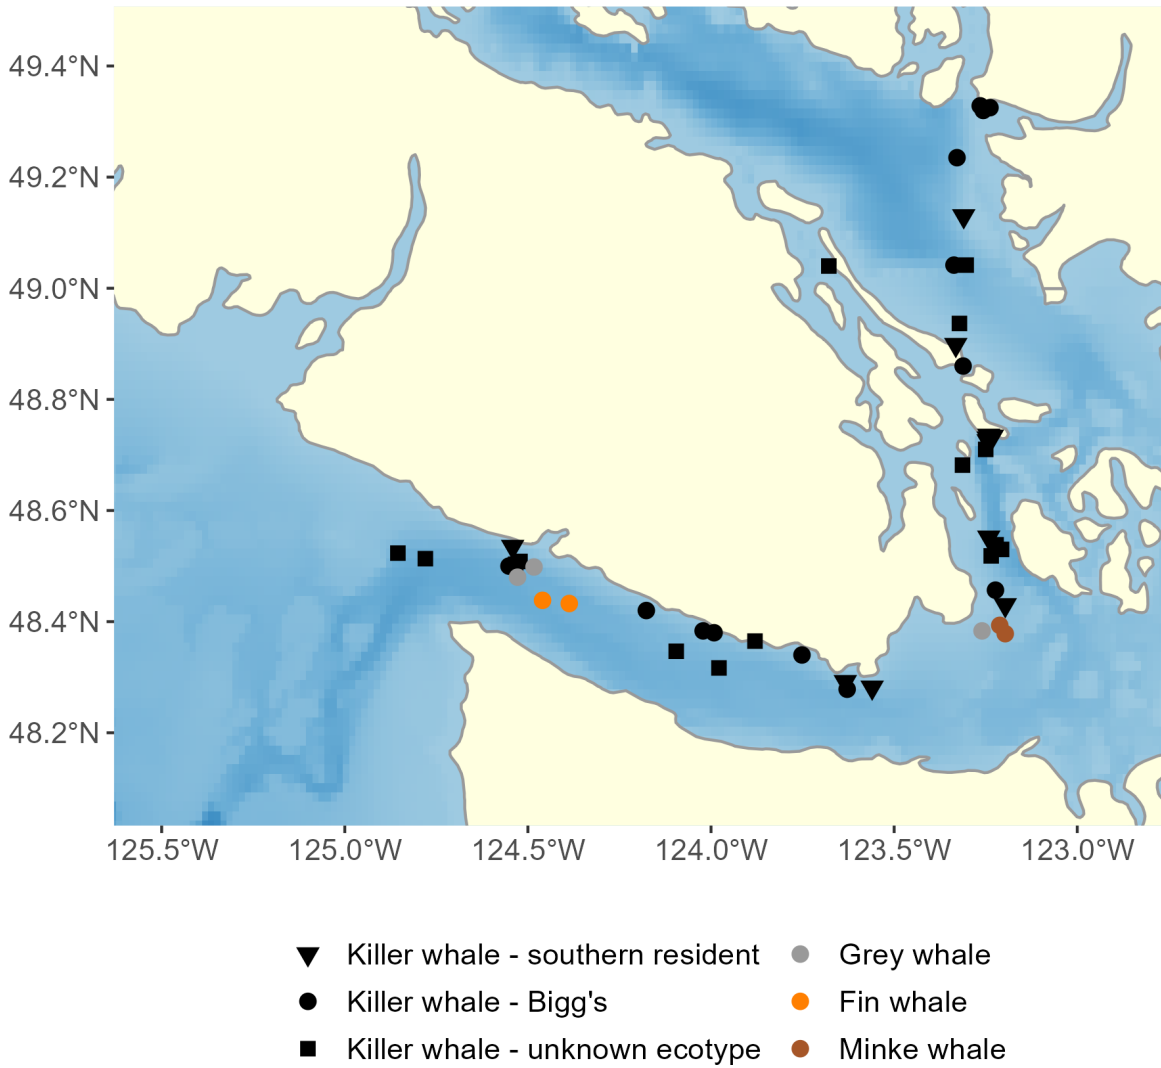 49.4°N
49.2°N
49.0°N
48.8°N
48.6°N
48.4°N
48.2°N
125.5°W 125.0°W 124.5°W 124.0°W 123.5°W 123.0°W
Killer whale - southern resident Grey whale
Killer whale - Bigg's Fin whale
Killer whale - unknown ecotype Minke whale